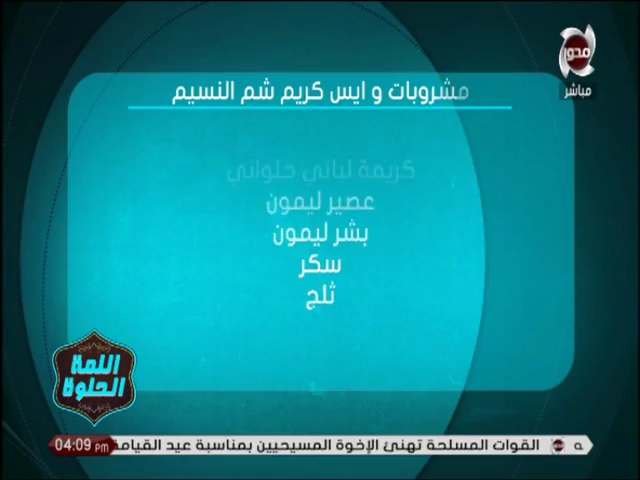 محور
مباشر
مشروبات و ايس كريم شم النسيم
كريمة لباني حلواني
عصير ليمون
بشر ليمون
سكر
ثلج
اللمة
الحلوة
القوات المسلحة تهنئ الإخوة المسيحيين بمناسبة عيد القيامة
04:09 PM